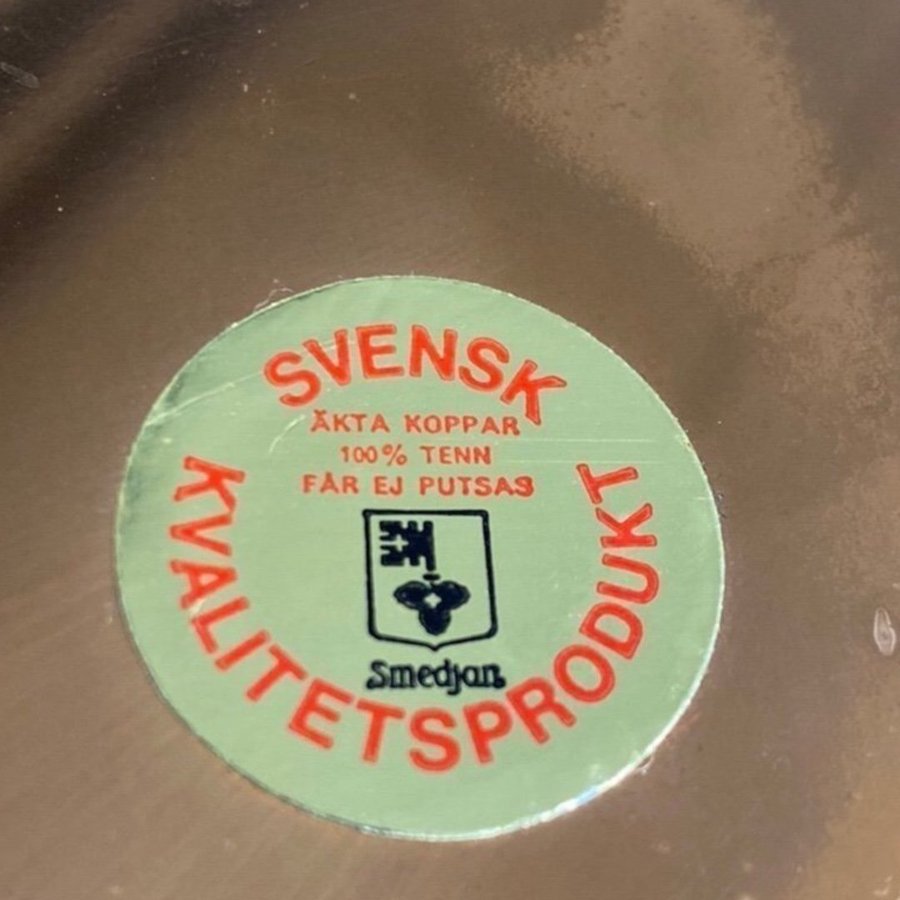 SVENSK
ÄKTA KOPPAR
100% TENN
FÅR EJ PUTSAS
Smedjan
KVALITETSPRODUKT